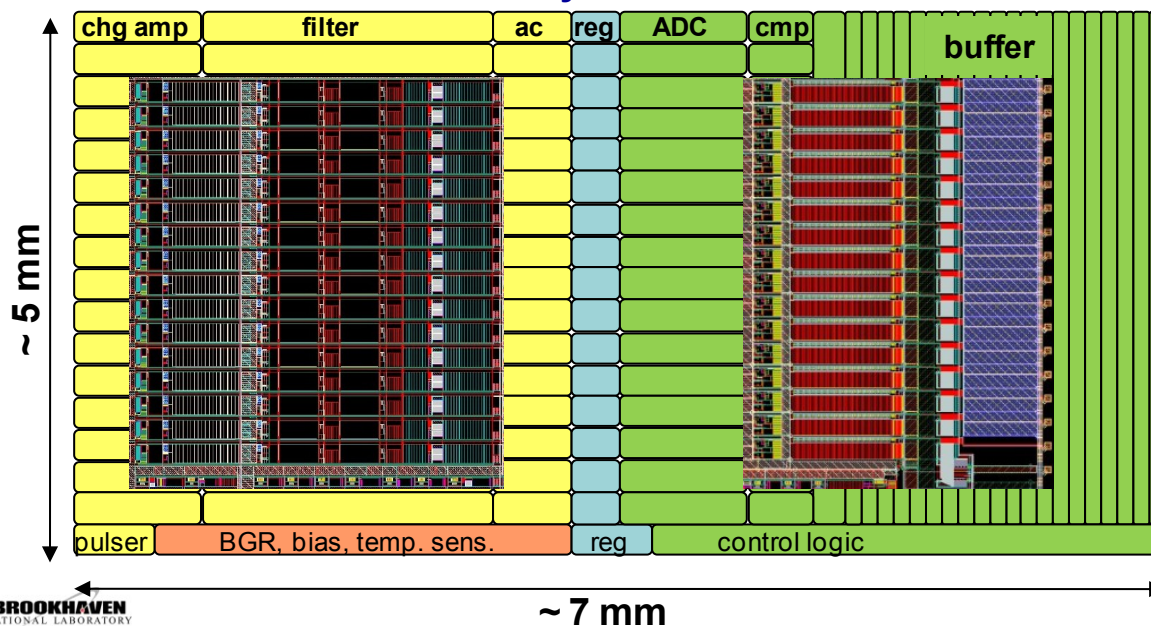 chg amp filter ac reg ADC cmp
buffer
~ 5 mm
pulser BGR, bias, temp. sens. reg control logic
~ 7 mm
BROOKHAVEN
NATIONAL LABORATORY